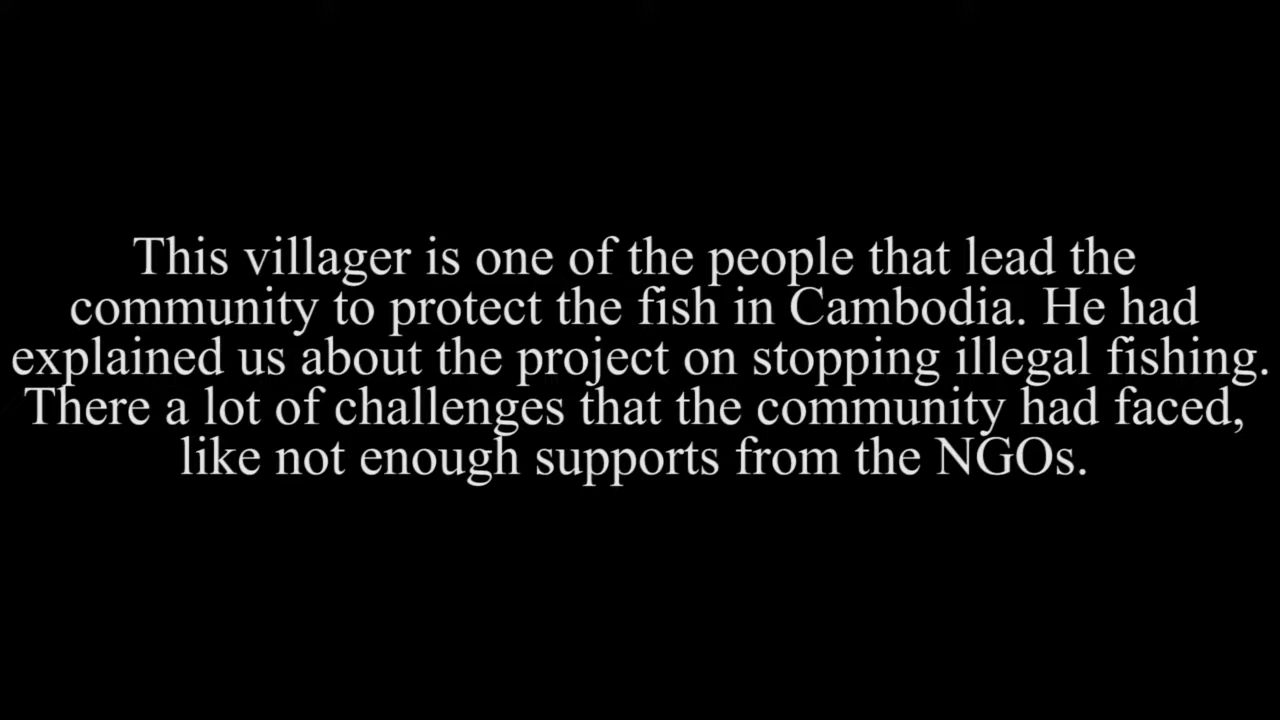 This villager is one of the people that lead the
community to protect the fish in Cambodia. He had
explained us about the project on stopping illegal fishing.
There a lot of challenges that the community had faced,
like not enough supports from the NGOs.